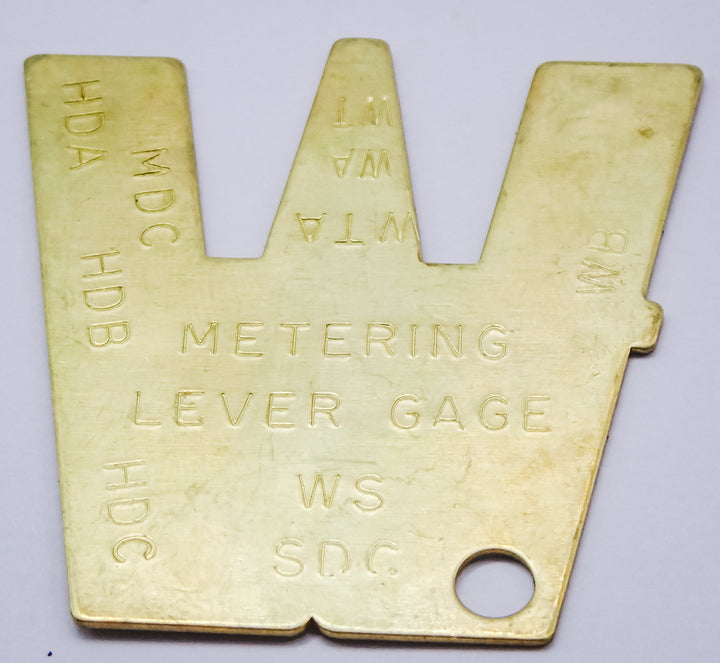 HDA
MDC
HDB
HDC
WT
WA
WTA
WB
METERING
LEVER GAGE
WS
SDC